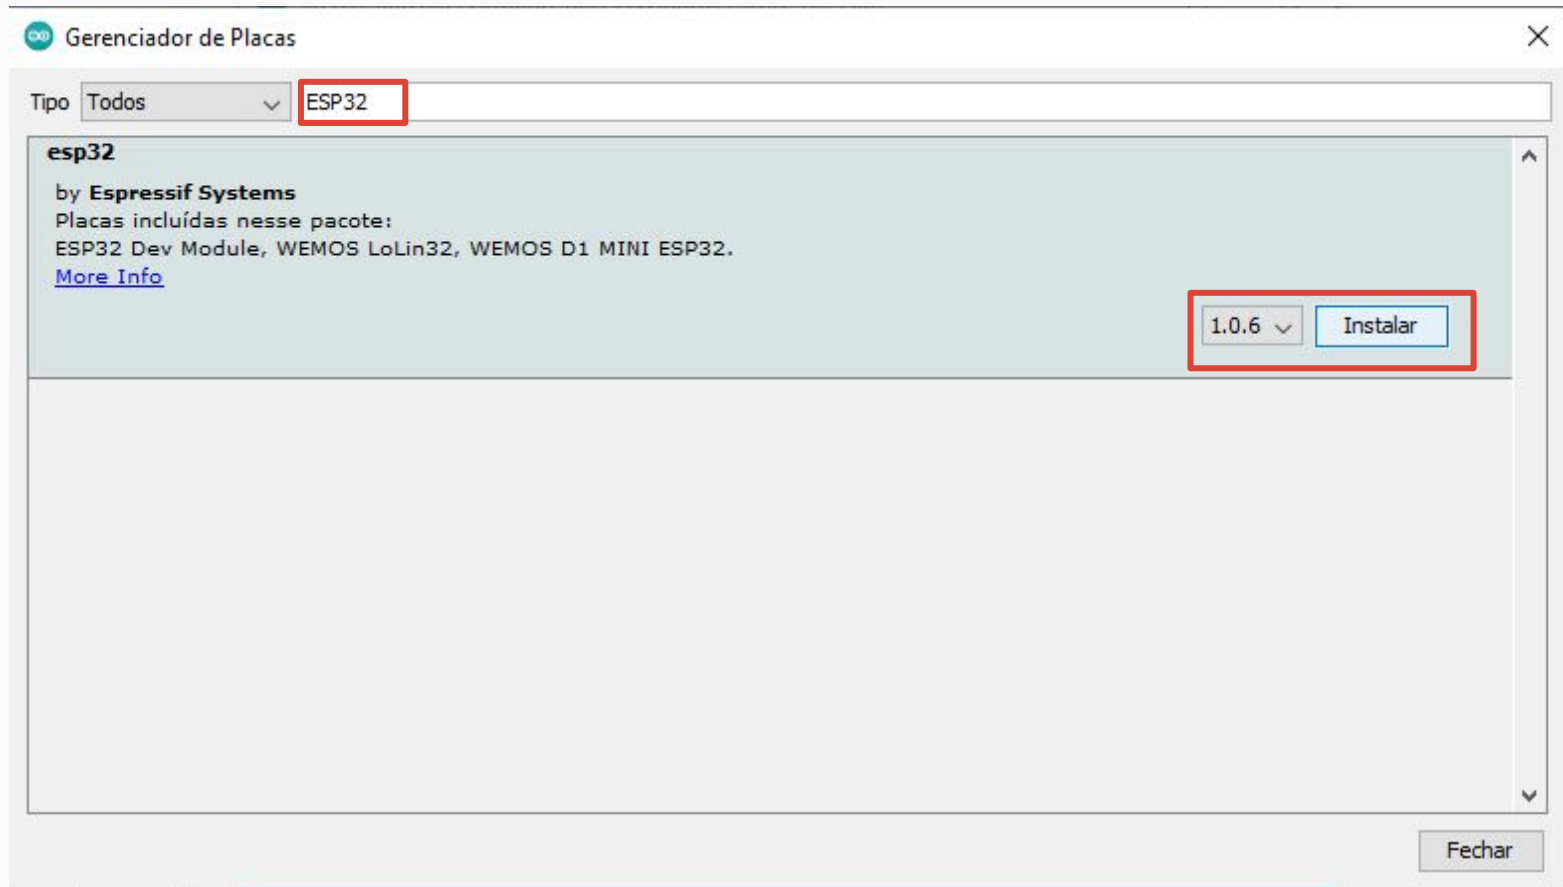 Gerenciador de Placas
Tipo Todos ESP32
esp32
by Espressif Systems
Placas incluídas nesse pacote:
ESP32 Dev Module, WEMOS LoLin32, WEMOS D1 MINI ESP32.
More Info
1.0.6 Instalar
Fechar